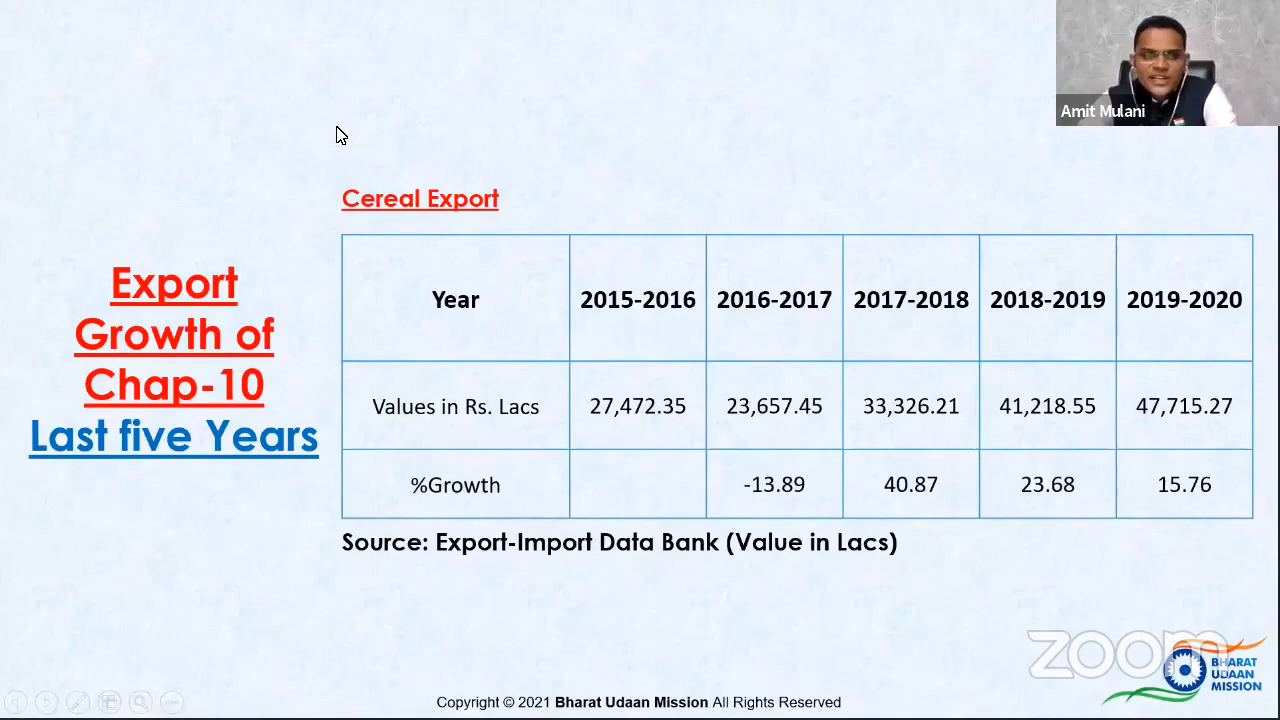 Amit Mulani
Cereal Export
Export
Growth of
Chap-10
Last five Years
Year 2015-2016 2016-2017 2017-2018 2018-2019 2019-2020
Values in Rs. Lacs 27,472.35 23,657.45 33,326.21 41,218.55 47,715.27
%Growth -13.89 40.87 23.68 15.76
Source: Export-Import Data Bank (Value in Lacs)
zoom
BHARAT
UDAAN
MISSION
Copyright © 2021 Bharat Udaan Mission All Rights Reserved